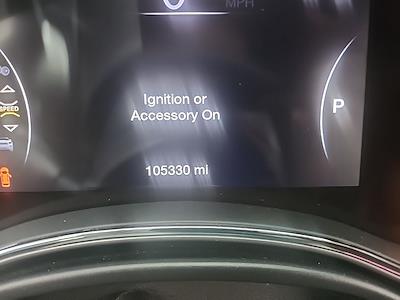 MPH
Ignition or
Accessory On
SPEED
P
105330 mi